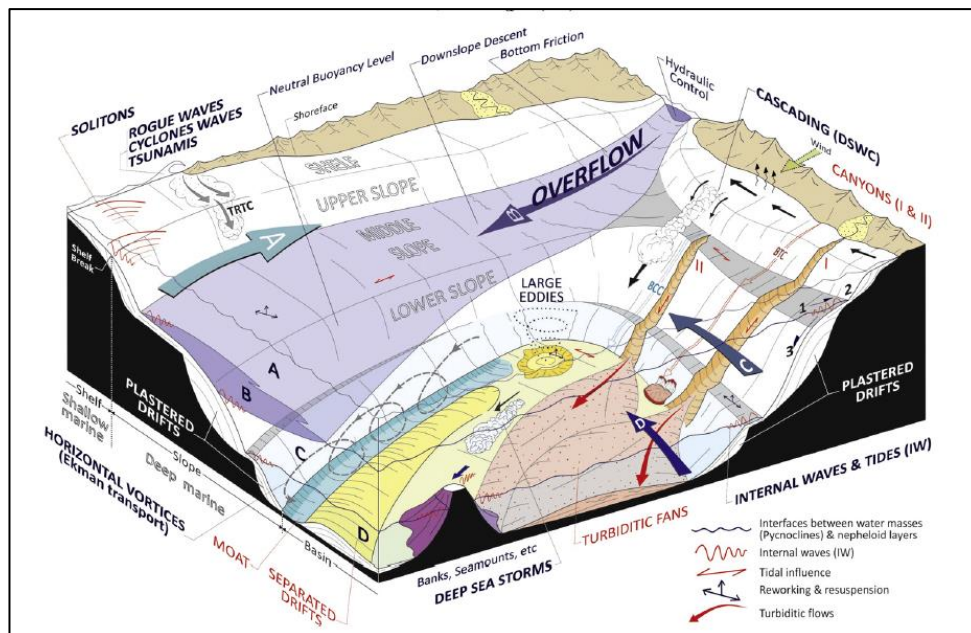 Neutral Buoyancy Level
Downslope Descent
Bottom Friction
Hydraulic
Control
CASCADING (DSWC)
Wind
CANYONS (I & II)
SOLITONS
ROGUE WAVES
CYCLONES WAVES
TSUNAMIS
Shoreface
SHELF
UPPER SLOPE
MIDDLE
SLOPE
LOWER SLOPE
OVERFLOW
B
TRTC
A
Shelf
Break
LARGE
EDDIES
BCC
BTC
II
I
1
2
3
C
D
A
B
C
D
PLASTERED
DRIFTS
PLASTERED
DRIFTS
Shelf
Shallow
marine
Slope
Deep marine
Basin
HORIZONTAL VORTICES
(Ekman transport)
MOAT
SEPARATED
DRIFTS
Banks, Seamounts, etc
DEEP SEA STORMS
TURBIDITIC FANS
INTERNAL WAVES & TIDES (IW)
Interfaces between water masses
(Pycnoclines) & nepheloid layers
Internal waves (IW)
Tidal influence
Reworking & resuspension
Turbiditic flows